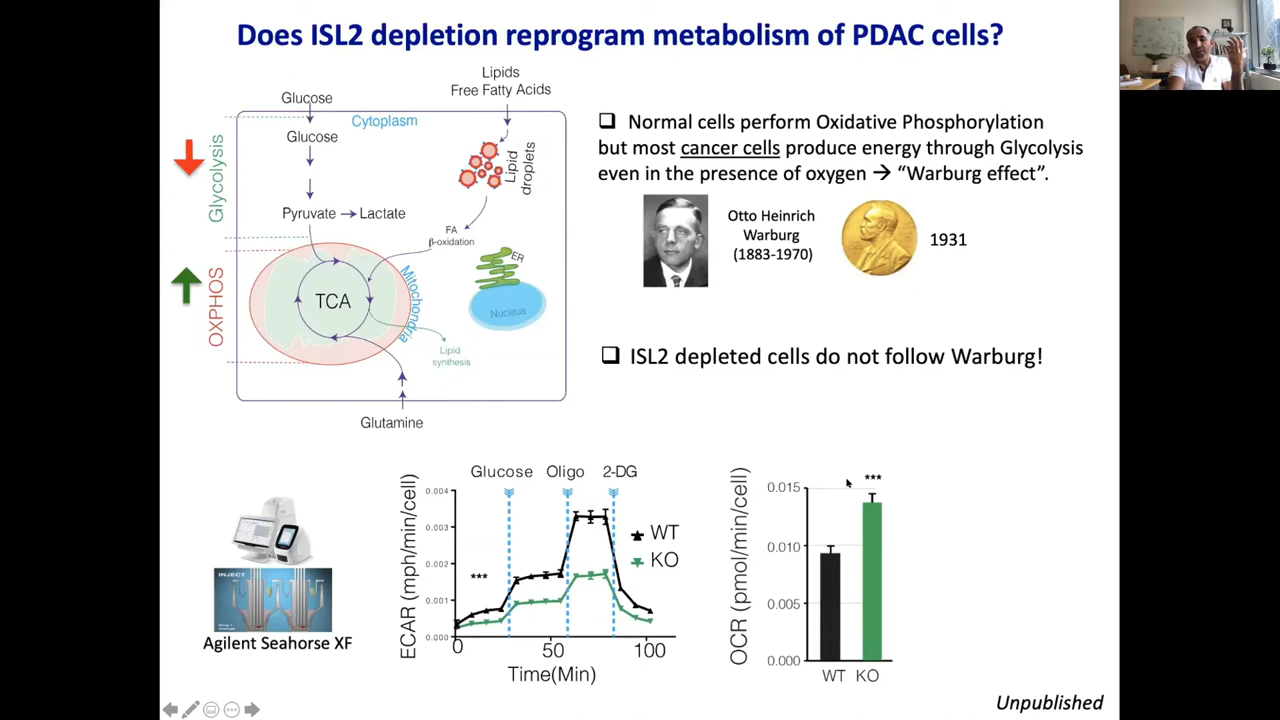 Does ISL2 depletion reprogram metabolism of PDAC cells?
Lipids
Free Fatty Acids
Glucose
Cytoplasm
Glucose
Glycolysis
Lipid
droplets
Pyruvate → Lactate
FA
β-oxidation
ER
Nucleus
OXPHOS
TCA
Mitochondria
Lipid
synthesis
Glutamine
❑ Normal cells perform Oxidative Phosphorylation
but most cancer cells produce energy through Glycolysis
even in the presence of oxygen → “Warburg effect”.
Otto Heinrich
Warburg
(1883-1970)
1931
❑ ISL2 depleted cells do not follow Warburg!
INJECT
Agilent Seahorse XF
Glucose Oligo 2-DG
ECAR (mph/min/cell)
0.004
0.003
0.002
0.001
0.000
***
WT
KO
0 50 100
Time(Min)
OCR (pmol/min/cell)
0.015
0.010
0.005
0.000
***
WT KO
Unpublished